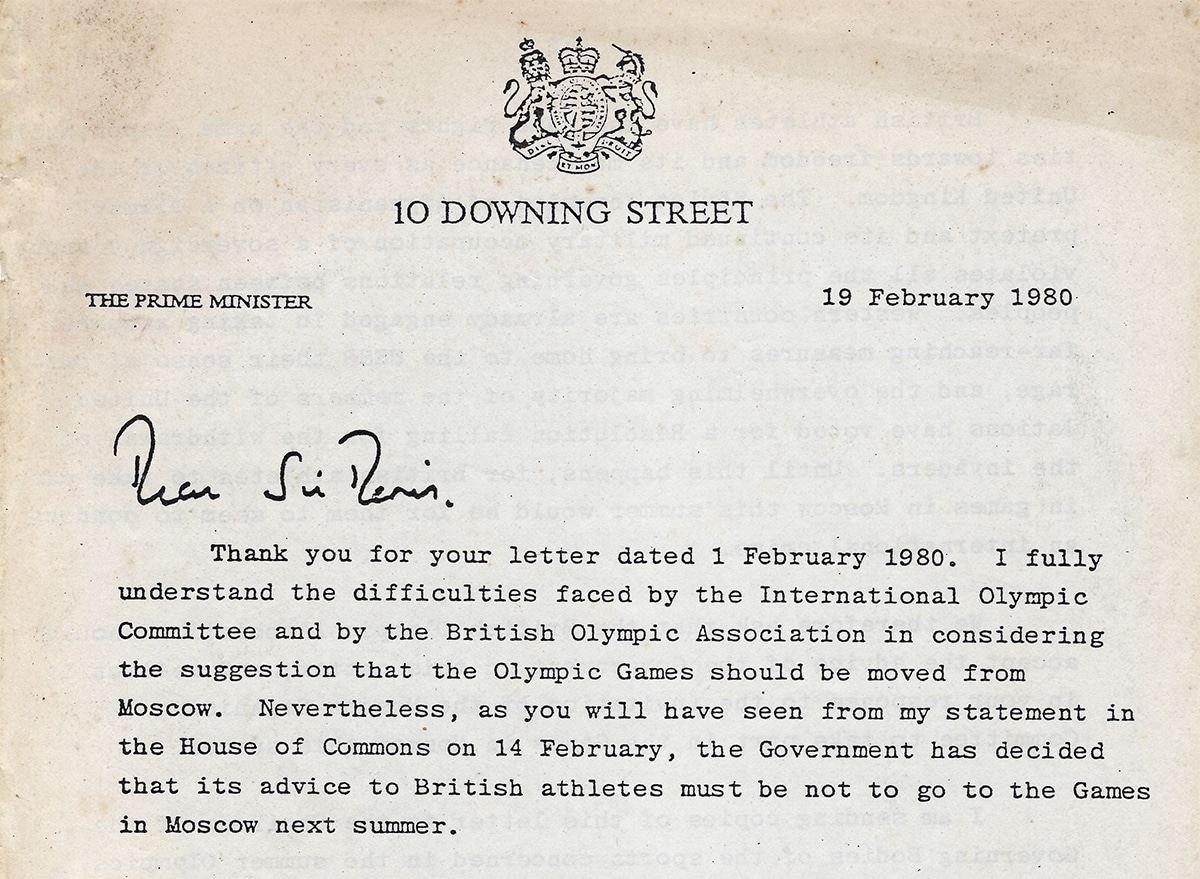 DIEU ET MON DROIT
10 DOWNING STREET
THE PRIME MINISTER
19 February 1980
Dear Sir Denis.
Thank you for your letter dated 1 February 1980. I fully
understand the difficulties faced by the International Olympic
Committee and by the British Olympic Association in considering
the suggestion that the Olympic Games should be moved from
Moscow. Nevertheless, as you will have seen from my statement in
the House of Commons on 14 February, the Government has decided
that its advice to British athletes must be not to go to the Games
in Moscow next summer.